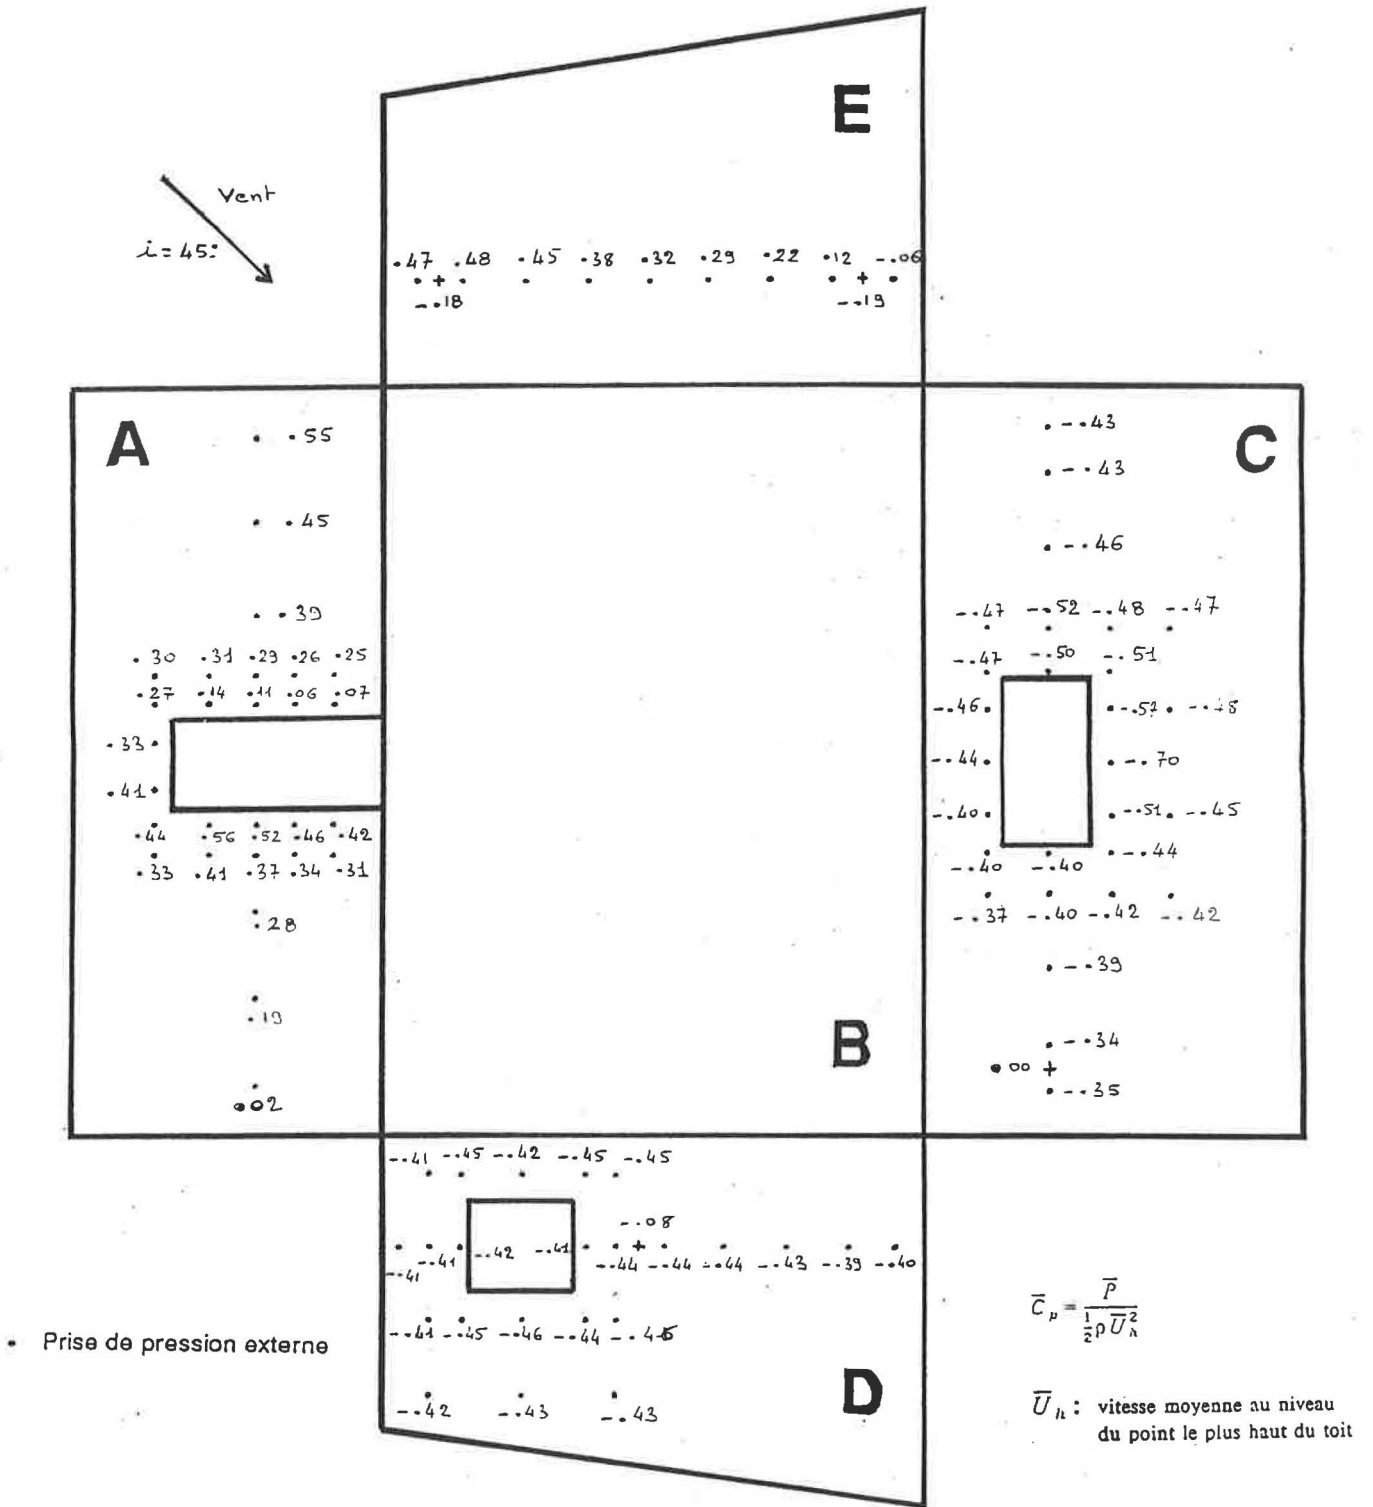 E
Vent
i = 45°
.47 .48 .45 .38 .32 .29 .22 .12 -.06
-.18 -.19
A
C
.55
.45
.39
.30 .31 .29 .26 .25
.27 .14 .11 .06 .07
.33
.41
.44 .56 .52 .46 .42
.33 .41 .37 .34 .31
.28
.19
.02
-.43
-.43
-.46
-.47 -.52 -.48 -.47
-.47 -.50 -.51
-.46
-.44 -.70
-.40 -.51 -.45
-.44
-.40 -.40
-.37 -.40 -.42 -.42
-.39
-.34
.00
-.35
B
-.41 -.45 -.42 -.45 -.45
-.08
-.41 -.42 -.41 -.44 -.44 -.44 -.43 -.39 -.40
-.41
-.41 -.45 -.46 -.44
-.42 -.43 -.43
D
• Prise de pression externe
C̄p = P̄ / ½ρŪh²
Ūh : vitesse moyenne au niveau
du point le plus haut du toit